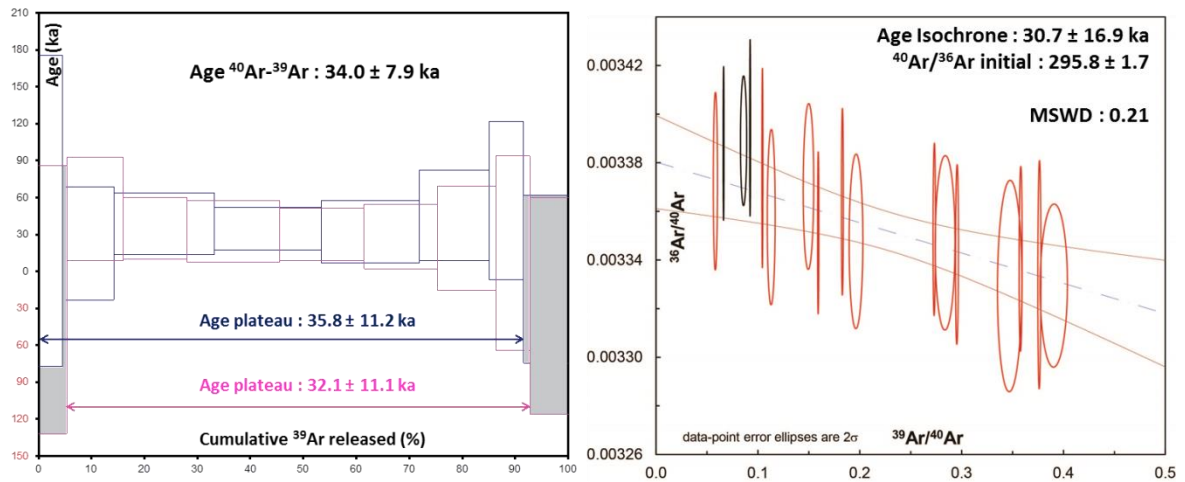 210
180
150
120
90
60
30
0
30
60
90
120
150
Age (ka)
Age ⁴⁰Ar-³⁹Ar : 34.0 ± 7.9 ka
Age plateau : 35.8 ± 11.2 ka
Age plateau : 32.1 ± 11.1 ka
Cumulative ³⁹Ar released (%)
0 10 20 30 40 50 60 70 80 90 100
Age Isochrone : 30.7 ± 16.9 ka
⁴⁰Ar/³⁶Ar initial : 295.8 ± 1.7
MSWD : 0.21
0.00342
0.00338
0.00334
0.00330
0.00326
³⁶Ar/⁴⁰Ar
data-point error ellipses are 2σ
³⁹Ar/⁴⁰Ar
0.0 0.1 0.2 0.3 0.4 0.5